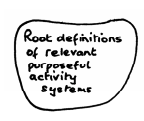 Root definitions
of relevant
purposeful
activity
systems